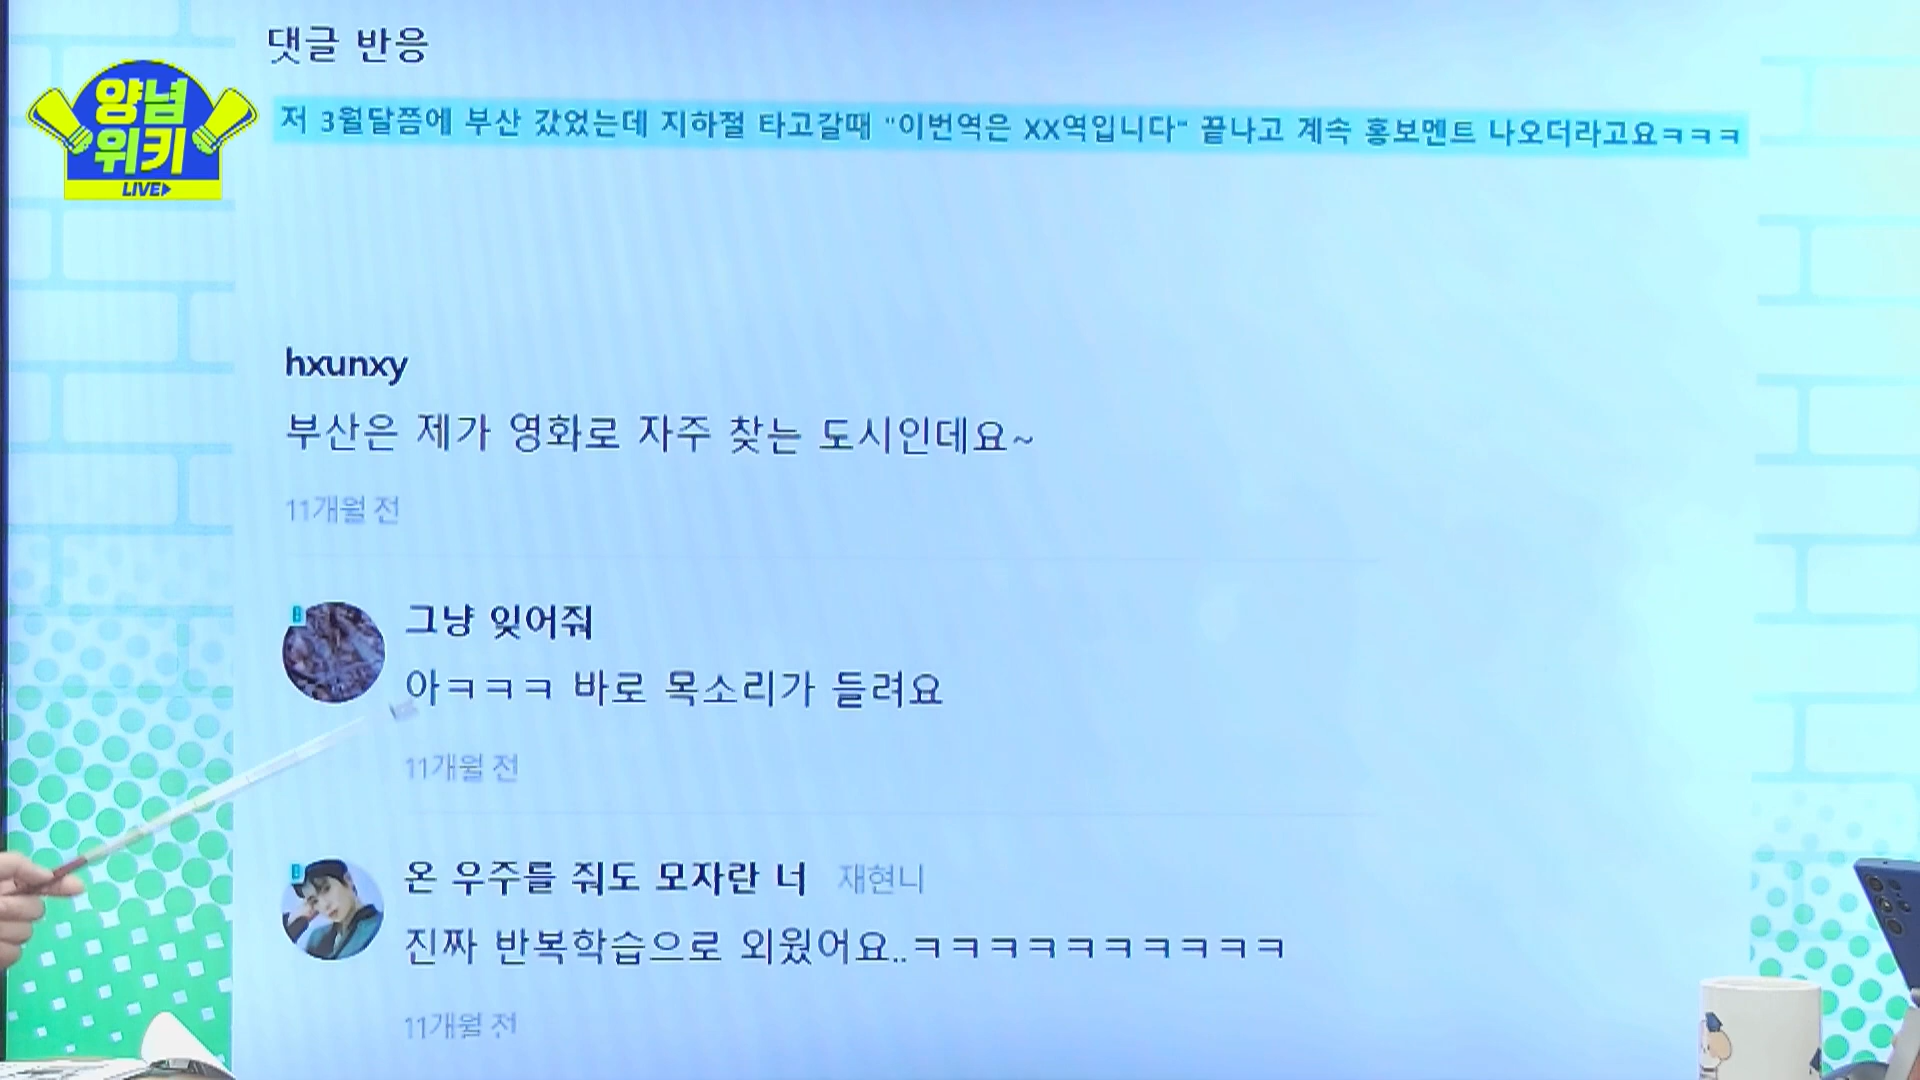 댓글 반응
양념
위키
LIVE
저 3월달쯤에 부산 갔었는데 지하절 타고갈때 "이번역은 XX역입니다" 끝나고 계속 홍보멘트 나오더라고요ㅋㅋㅋ
hxunxy
부산은 제가 영화로 자주 찾는 도시인데요~
11개월 전
그냥 잊어줘
아ㅋㅋㅋ 바로 목소리가 들려요
11개월 전
온 우주를 줘도 모자란 너 재현니
진짜 반복학습으로 외웠어요..ㅋㅋㅋㅋㅋㅋㅋㅋㅋㅋ
11개월 전